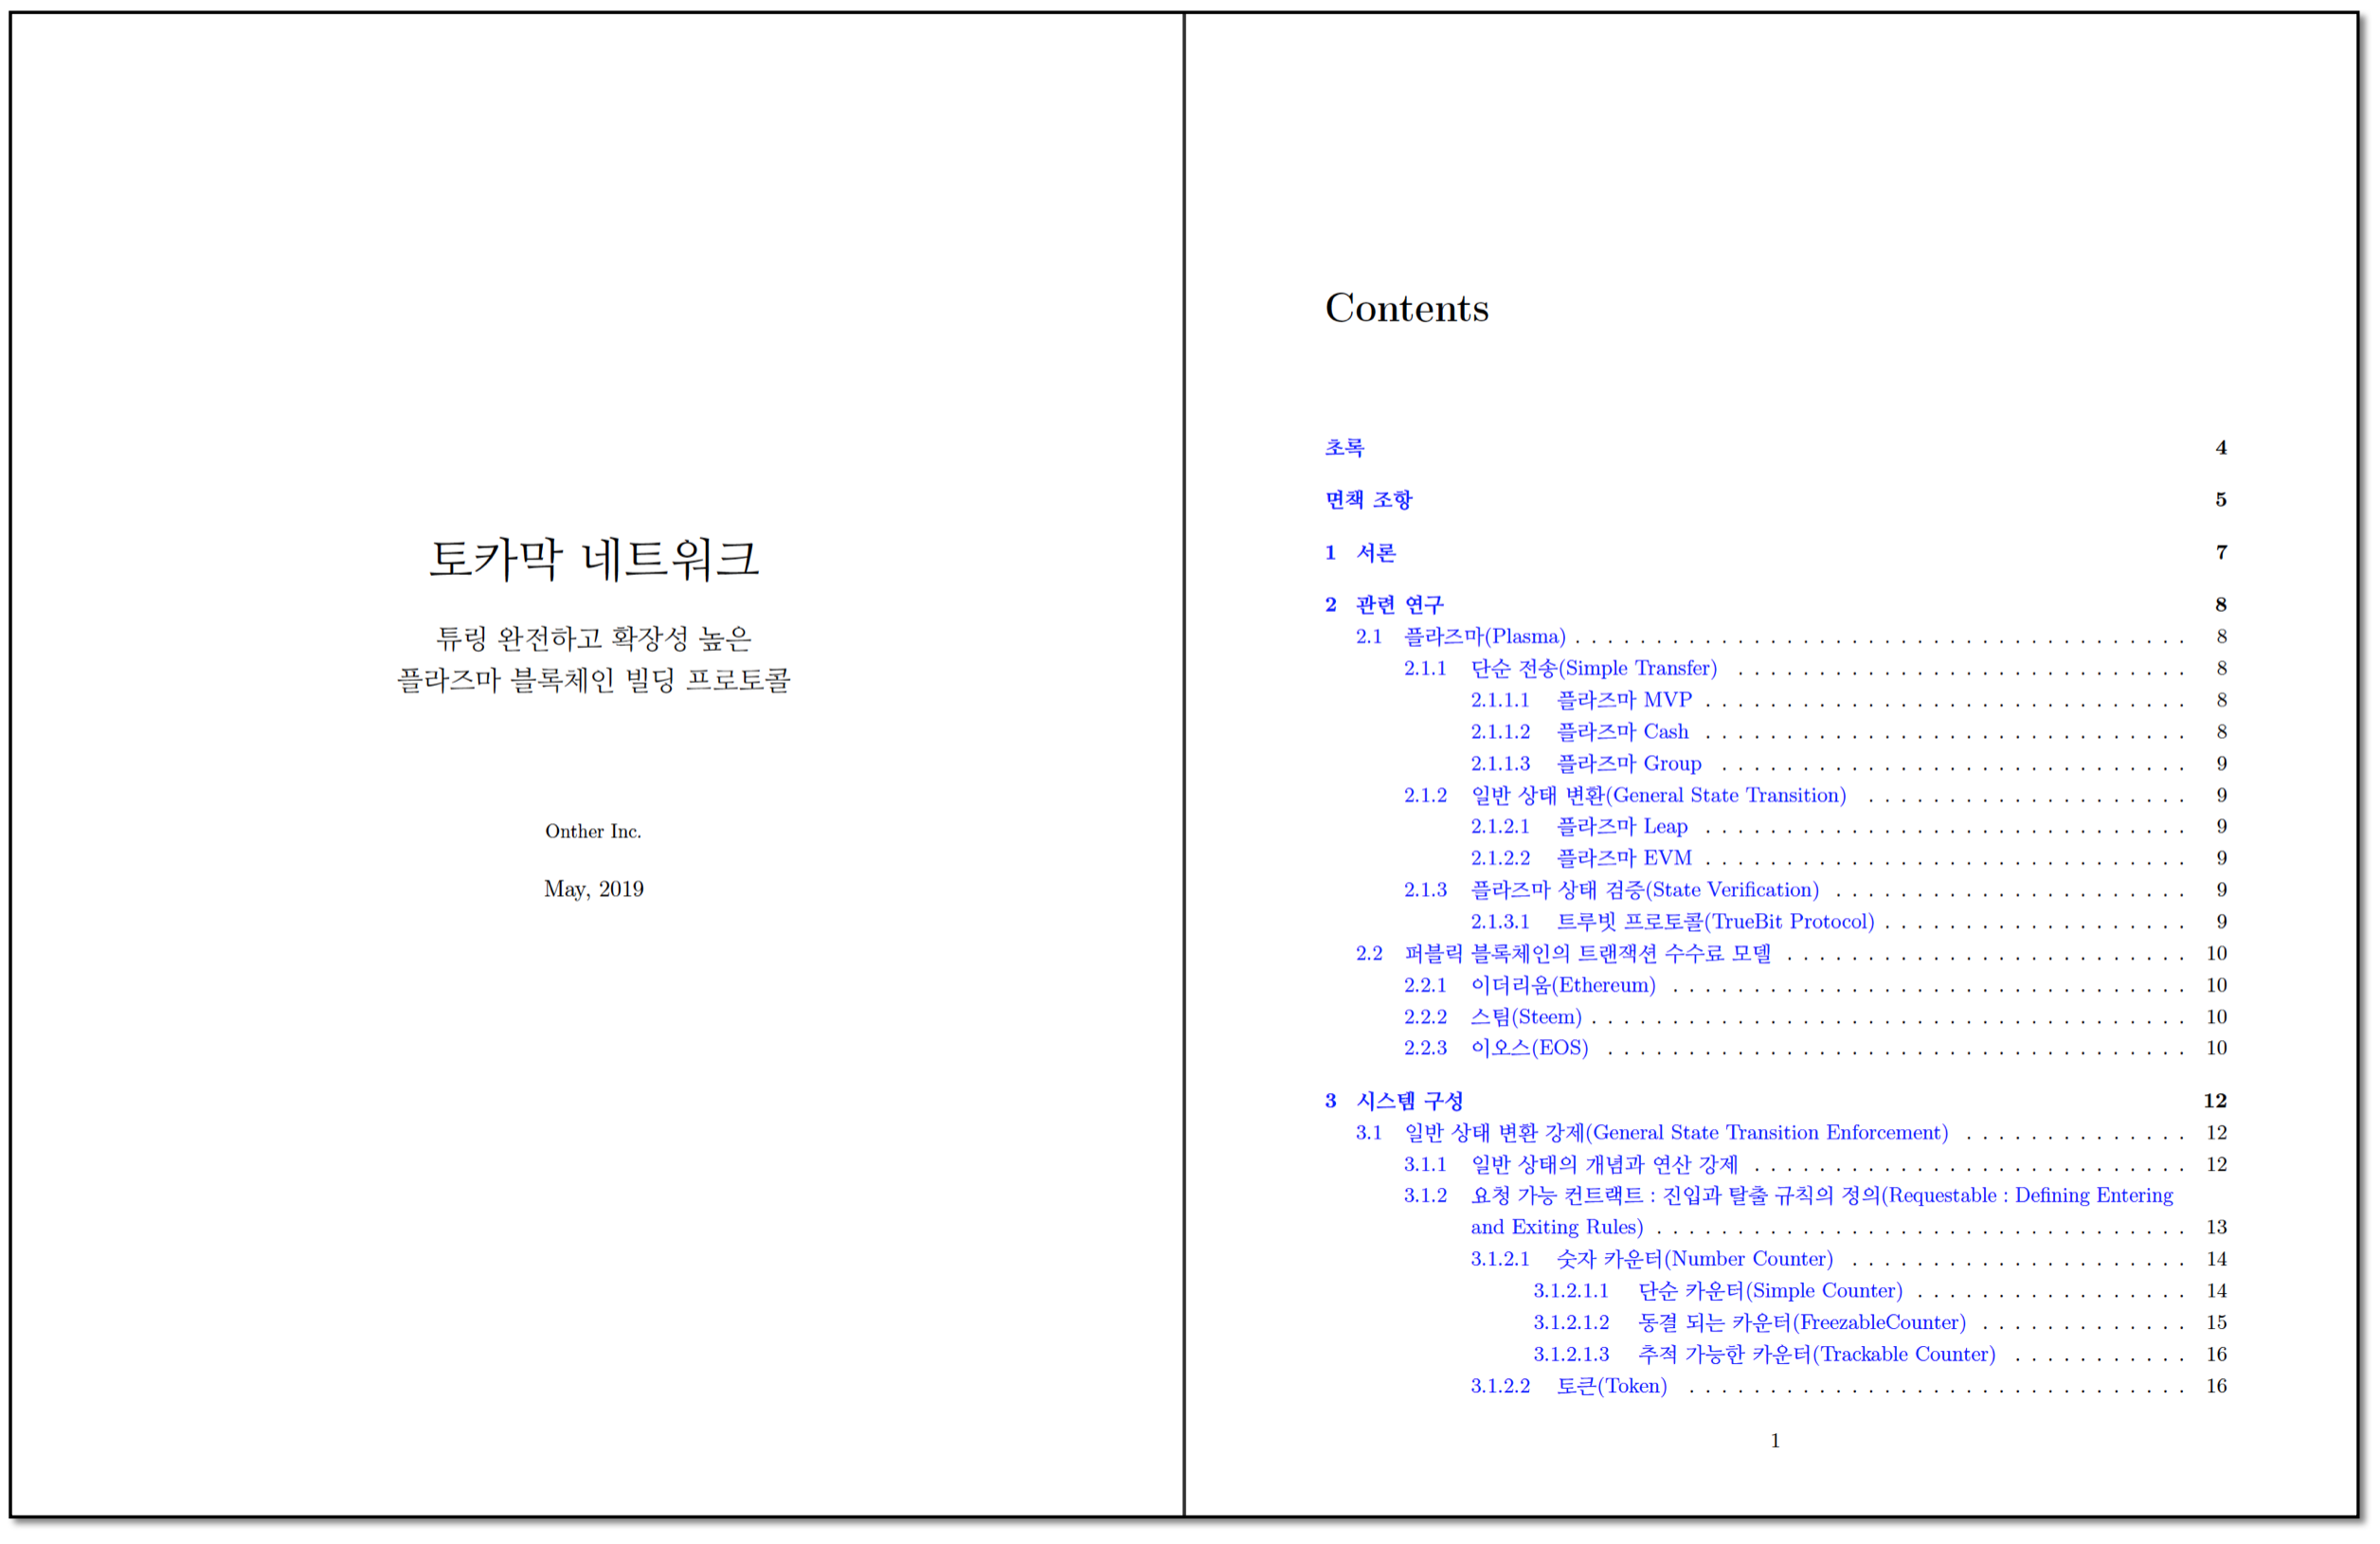 토카막 네트워크
튜링 완전하고 확장성 높은
플라즈마 블록체인 빌딩 프로토콜
Onther Inc.
May, 2019
Contents
초록 4
면책 조항 5
1 서론 7
2 관련 연구 8
2.1 플라즈마(Plasma) . . . . . . . . . . . . . . . . . . . . 8
2.1.1 단순 전송(Simple Transfer) . . . . . . . . . . . . . . . . . . . . 8
2.1.1.1 플라즈마 MVP . . . . . . . . . . . . . . . . . . . . 8
2.1.1.2 플라즈마 Cash . . . . . . . . . . . . . . . . . . . . 8
2.1.1.3 플라즈마 Group . . . . . . . . . . . . . . . . . . . . 9
2.1.2 일반 상태 변환(General State Transition) . . . . . . . . . . . . . . . . . . . . 9
2.1.2.1 플라즈마 Leap . . . . . . . . . . . . . . . . . . . . 9
2.1.2.2 플라즈마 EVM . . . . . . . . . . . . . . . . . . . . 9
2.1.3 플라즈마 상태 검증(State Verification) . . . . . . . . . . . . . . . . . . . . 9
2.1.3.1 트루빗 프로토콜(TrueBit Protocol) . . . . . . . . . . . . . . . . . . . 9
2.2 퍼블릭 블록체인의 트랜잭션 수수료 모델 . . . . . . . . . . . . . . . . . . . . 10
2.2.1 이더리움(Ethereum) . . . . . . . . . . . . . . . . . . . . 10
2.2.2 스팀(Steem) . . . . . . . . . . . . . . . . . . . . 10
2.2.3 이오스(EOS) . . . . . . . . . . . . . . . . . . . . 10
3 시스템 구성 12
3.1 일반 상태 변환 강제(General State Transition Enforcement) . . . . . . . . . . . . . . 12
3.1.1 일반 상태의 개념과 연산 강제 . . . . . . . . . . . . . . . . . . . . 12
3.1.2 요청 가능 컨트랙트 : 진입과 탈출 규칙의 정의(Requestable : Defining Entering
and Exiting Rules) . . . . . . . . . . . . . . . . . . . . 13
3.1.2.1 숫자 카운터(Number Counter) . . . . . . . . . . . . . . . . . . . . 14
3.1.2.1.1 단순 카운터(Simple Counter) . . . . . . . . . . . . . . . . . 14
3.1.2.1.2 동결 되는 카운터(FreezableCounter) . . . . . . . . . . . . . 15
3.1.2.1.3 추적 가능한 카운터(Trackable Counter) . . . . . . . . . . . 16
3.1.2.2 토큰(Token) . . . . . . . . . . . . . . . . . . . . 16
1